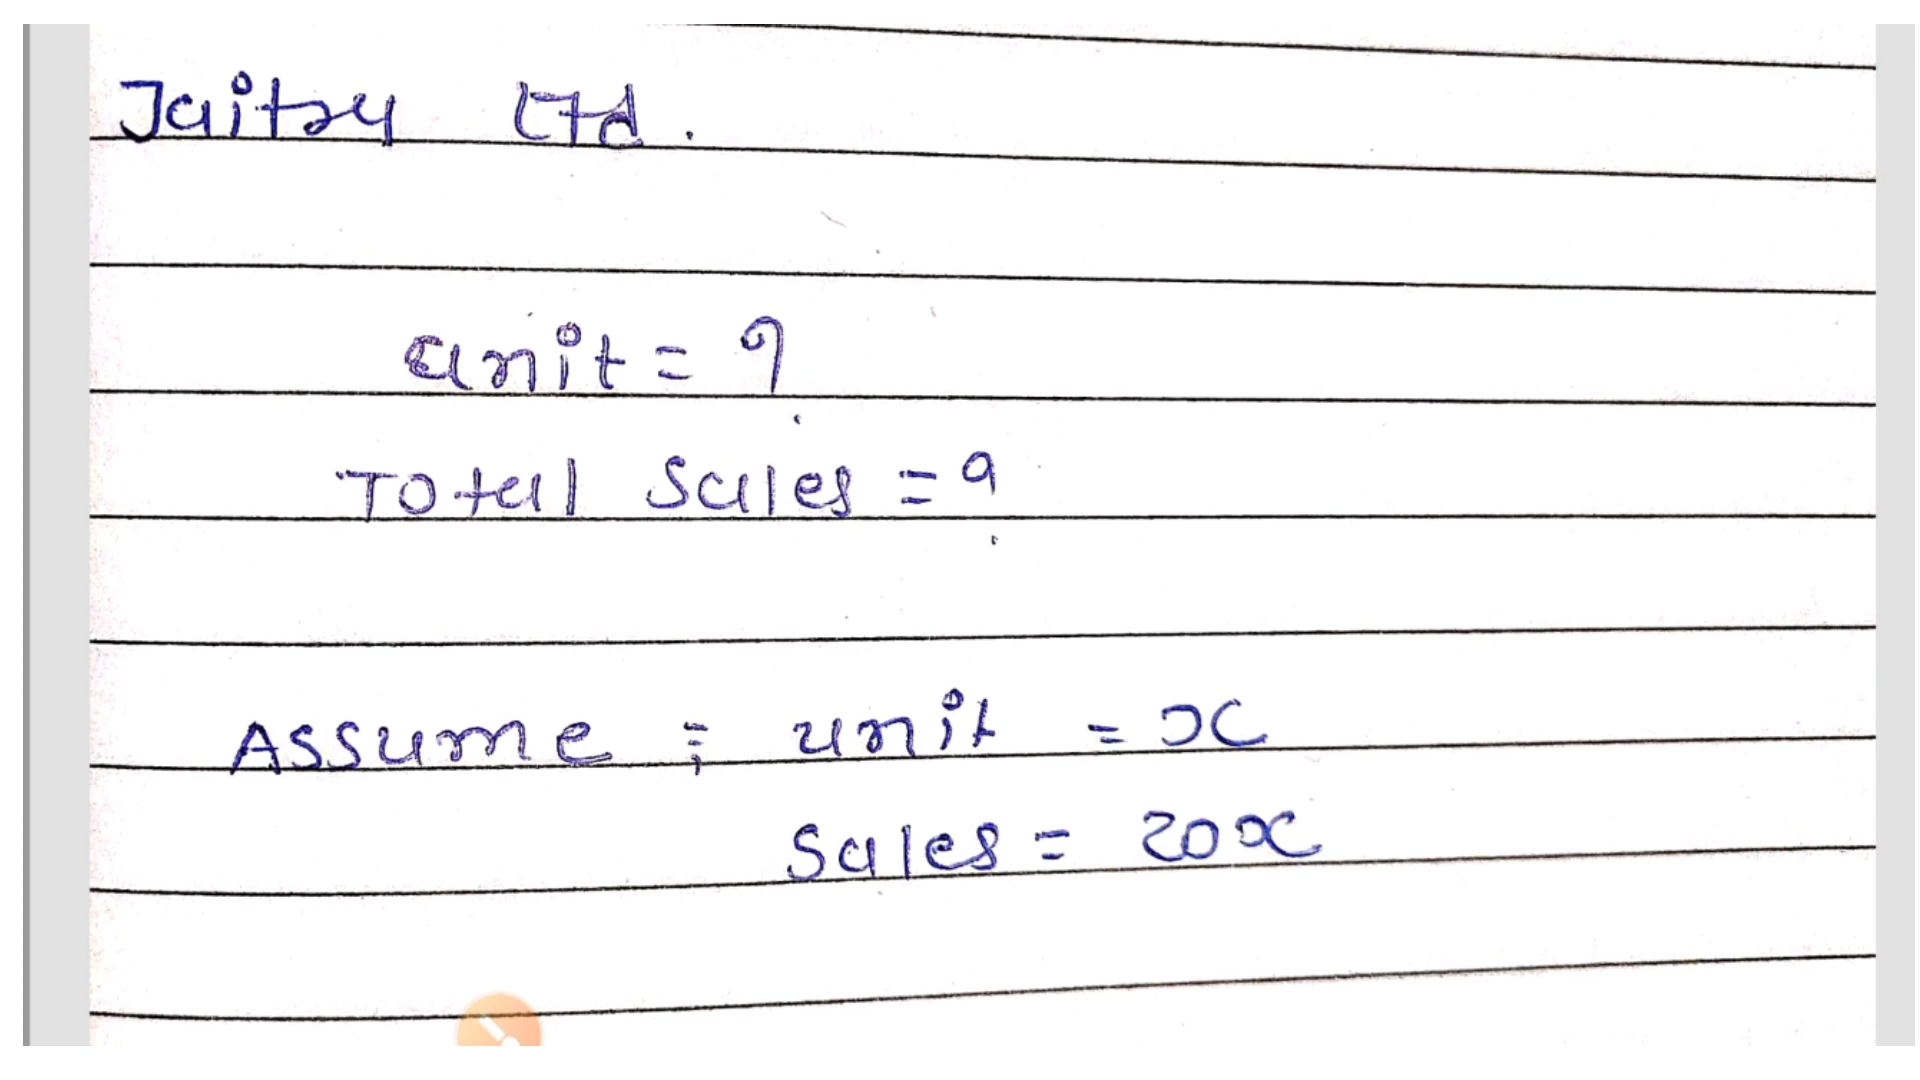 Jaitry Ltd.
unit = ?
Total Sales = ?
Assume ; unit = x
Sales = 20x